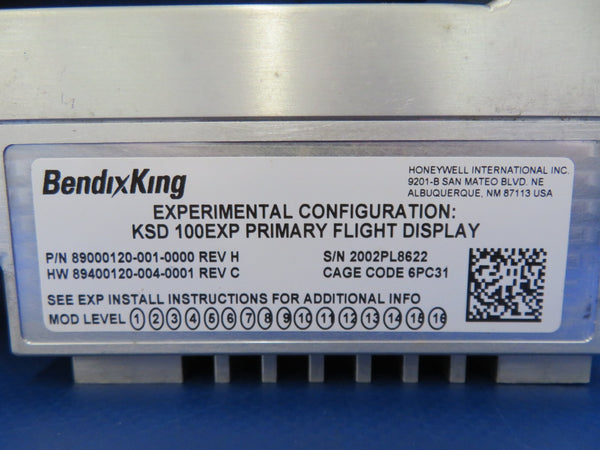 BendixKing
HONEYWELL INTERNATIONAL INC.
9201-B SAN MATEO BLVD. NE
ALBUQUERQUE, NM 87113 USA
EXPERIMENTAL CONFIGURATION:
KSD 100EXP PRIMARY FLIGHT DISPLAY
P/N 89000120-001-0000 REV H S/N 2002PL8622
HW 89400120-004-0001 REV C CAGE CODE 6PC31
SEE EXP INSTALL INSTRUCTIONS FOR ADDITIONAL INFO
MOD LEVEL 1 2 3 4 5 6 7 8 9 10 11 12 13 14 15 16